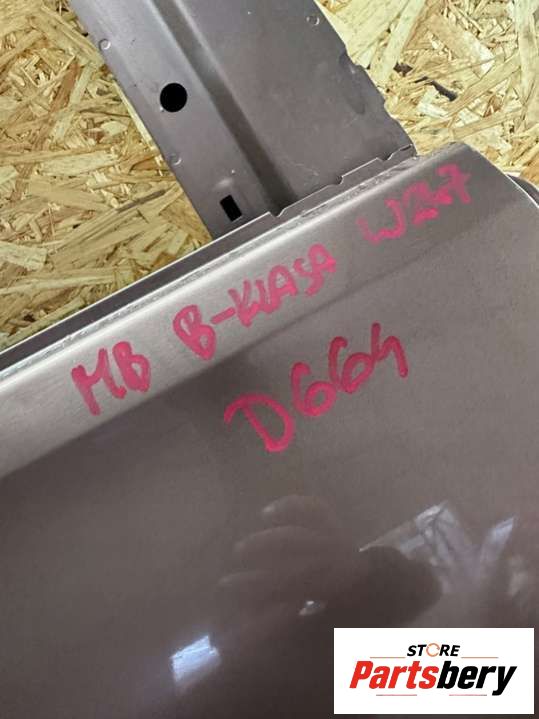 MB B-KLASA W247
D664
STORE
Partsbery